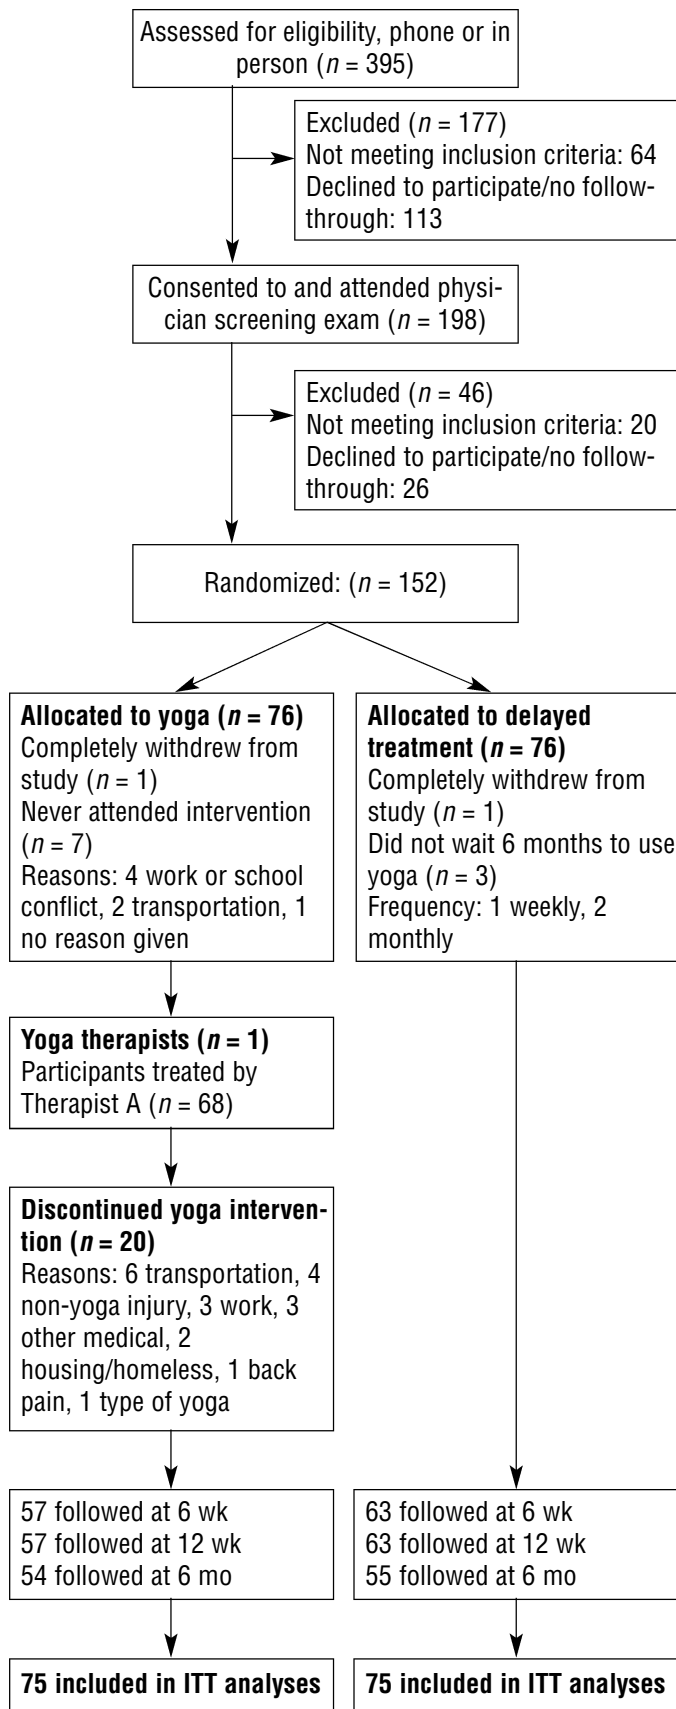 Assessed for eligibility, phone or in
person (n = 395)
Excluded (n = 177)
Not meeting inclusion criteria: 64
Declined to participate/no follow-
through: 113
Consented to and attended physi-
cian screening exam (n = 198)
Excluded (n = 46)
Not meeting inclusion criteria: 20
Declined to participate/no follow-
through: 26
Randomized: (n = 152)
Allocated to yoga (n = 76)
Completely withdrew from
study (n = 1)
Never attended intervention
(n = 7)
Reasons: 4 work or school
conflict, 2 transportation, 1
no reason given
Allocated to delayed
treatment (n = 76)
Completely withdrew from
study (n = 1)
Did not wait 6 months to use
yoga (n = 3)
Frequency: 1 weekly, 2
monthly
Yoga therapists (n = 1)
Participants treated by
Therapist A (n = 68)
Discontinued yoga interven-
tion (n = 20)
Reasons: 6 transportation, 4
non-yoga injury, 3 work, 3
other medical, 2
housing/homeless, 1 back
pain, 1 type of yoga
57 followed at 6 wk
57 followed at 12 wk
54 followed at 6 mo
63 followed at 6 wk
63 followed at 12 wk
55 followed at 6 mo
75 included in ITT analyses
75 included in ITT analyses